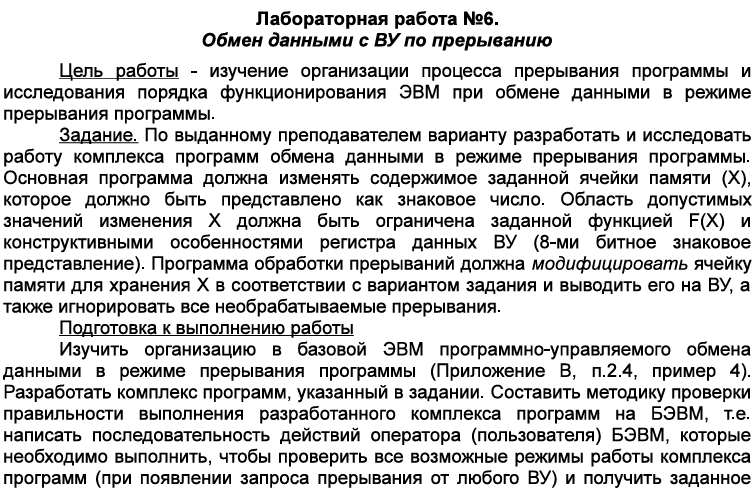 Лабораторная работа №6.
Обмен данными с ВУ по прерыванию
Цель работы - изучение организации процесса прерывания программы и
исследования порядка функционирования ЭВМ при обмене данными в режиме
прерывания программы.
Задание. По выданному преподавателем варианту разработать и исследовать
работу комплекса программ обмена данными в режиме прерывания программы.
Основная программа должна изменять содержимое заданной ячейки памяти (X),
которое должно быть представлено как знаковое число. Область допустимых
значений изменения X должна быть ограничена заданной функцией F(X) и
конструктивными особенностями регистра данных ВУ (8-ми битное знаковое
представление). Программа обработки прерываний должна модифицировать ячейку
памяти для хранения X в соответствии с вариантом задания и выводить его на ВУ, а
также игнорировать все необрабатываемые прерывания.
Подготовка к выполнению работы
Изучить организацию в базовой ЭВМ программно-управляемого обмена
данными в режиме прерывания программы (Приложение В, п.2.4, пример 4).
Разработать комплекс программ, указанный в задании. Составить методику проверки
правильности выполнения разработанного комплекса программ на БЭВМ, т.е.
написать последовательность действий оператора (пользователя) БЭВМ, которые
необходимо выполнить, чтобы проверить все возможные режимы работы комплекса
программ (при появлении запроса прерывания от любого ВУ) и получить заданное